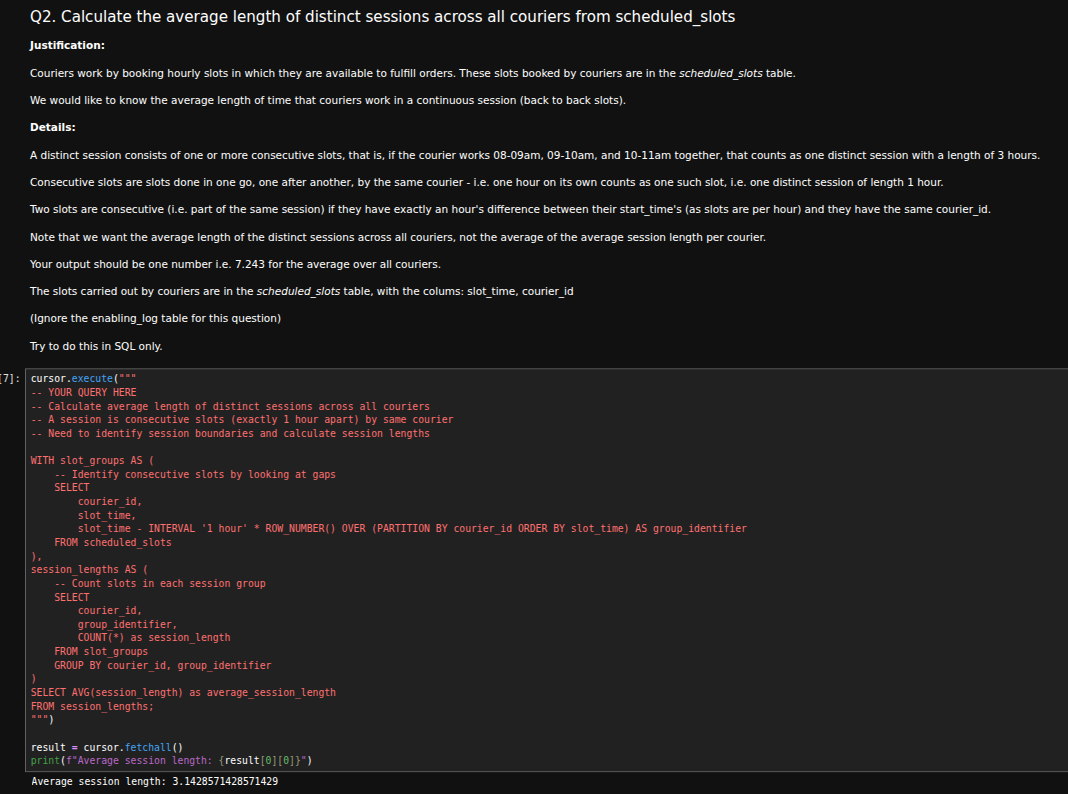 Q2. Calculate the average length of distinct sessions across all couriers from scheduled_slots
Justification:
Couriers work by booking hourly slots in which they are available to fulfill orders. These slots booked by couriers are in the scheduled_slots table.
We would like to know the average length of time that couriers work in a continuous session (back to back slots).
Details:
A distinct session consists of one or more consecutive slots, that is, if the courier works 08-09am, 09-10am, and 10-11am together, that counts as one distinct session with a length of 3 hours.
Consecutive slots are slots done in one go, one after another, by the same courier - i.e. one hour on its own counts as one such slot, i.e. one distinct session of length 1 hour.
Two slots are consecutive (i.e. part of the same session) if they have exactly an hour's difference between their start_time's (as slots are per hour) and they have the same courier_id.
Note that we want the average length of the distinct sessions across all couriers, not the average of the average session length per courier.
Your output should be one number i.e. 7.243 for the average over all couriers.
The slots carried out by couriers are in the scheduled_slots table, with the colums: slot_time, courier_id
(Ignore the enabling_log table for this question)
Try to do this in SQL only.
[7]: cursor.execute("""
-- YOUR QUERY HERE
-- Calculate average length of distinct sessions across all couriers
-- A session is consecutive slots (exactly 1 hour apart) by same courier
-- Need to identify session boundaries and calculate session lengths
WITH slot_groups AS (
-- Identify consecutive slots by looking at gaps
SELECT
courier_id,
slot_time,
slot_time - INTERVAL '1 hour' * ROW_NUMBER() OVER (PARTITION BY courier_id ORDER BY slot_time) AS group_identifier
FROM scheduled_slots
),
session_lengths AS (
-- Count slots in each session group
SELECT
courier_id,
group_identifier,
COUNT(*) as session_length
FROM slot_groups
GROUP BY courier_id, group_identifier
)
SELECT AVG(session_length) as average_session_length
FROM session_lengths;
""")
result = cursor.fetchall()
print(f"Average session length: {result[0][0]}")
Average session length: 3.1428571428571429